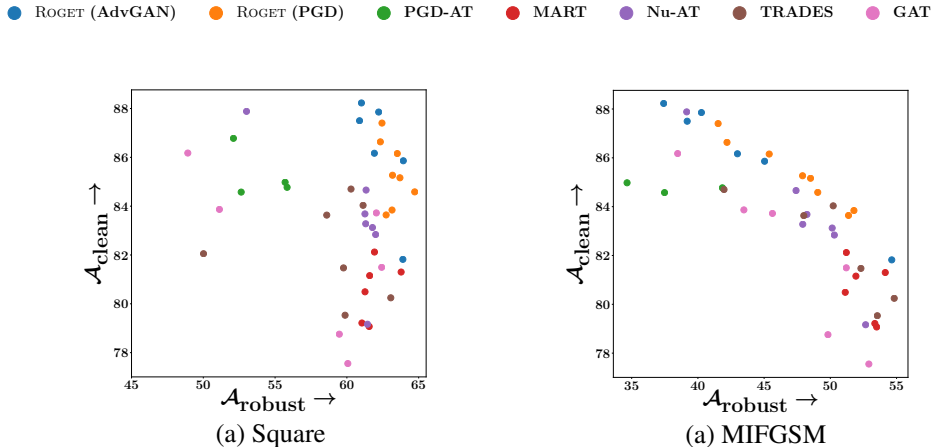 ROGET (AdvGAN) ROGET (PGD) PGD-AT MART Nu-AT TRADES GAT
88
86
84
82
80
78
45 50 55 60 65
𝒜clean →
𝒜robust →
(a) Square
88
86
84
82
80
78
35 40 45 50 55
𝒜clean →
𝒜robust →
(a) MIFGSM